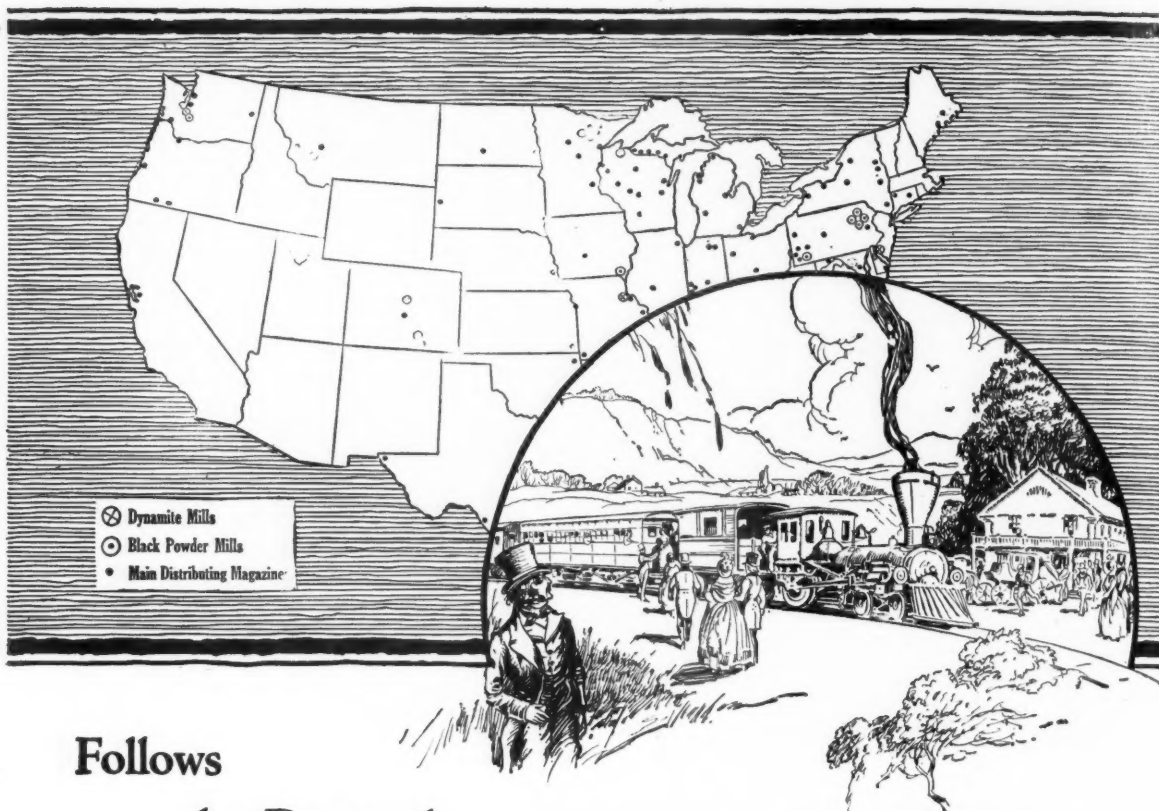 ⊗ Dynamite Mills
⊙ Black Powder Mills
• Main Distributing Magazine
Follows